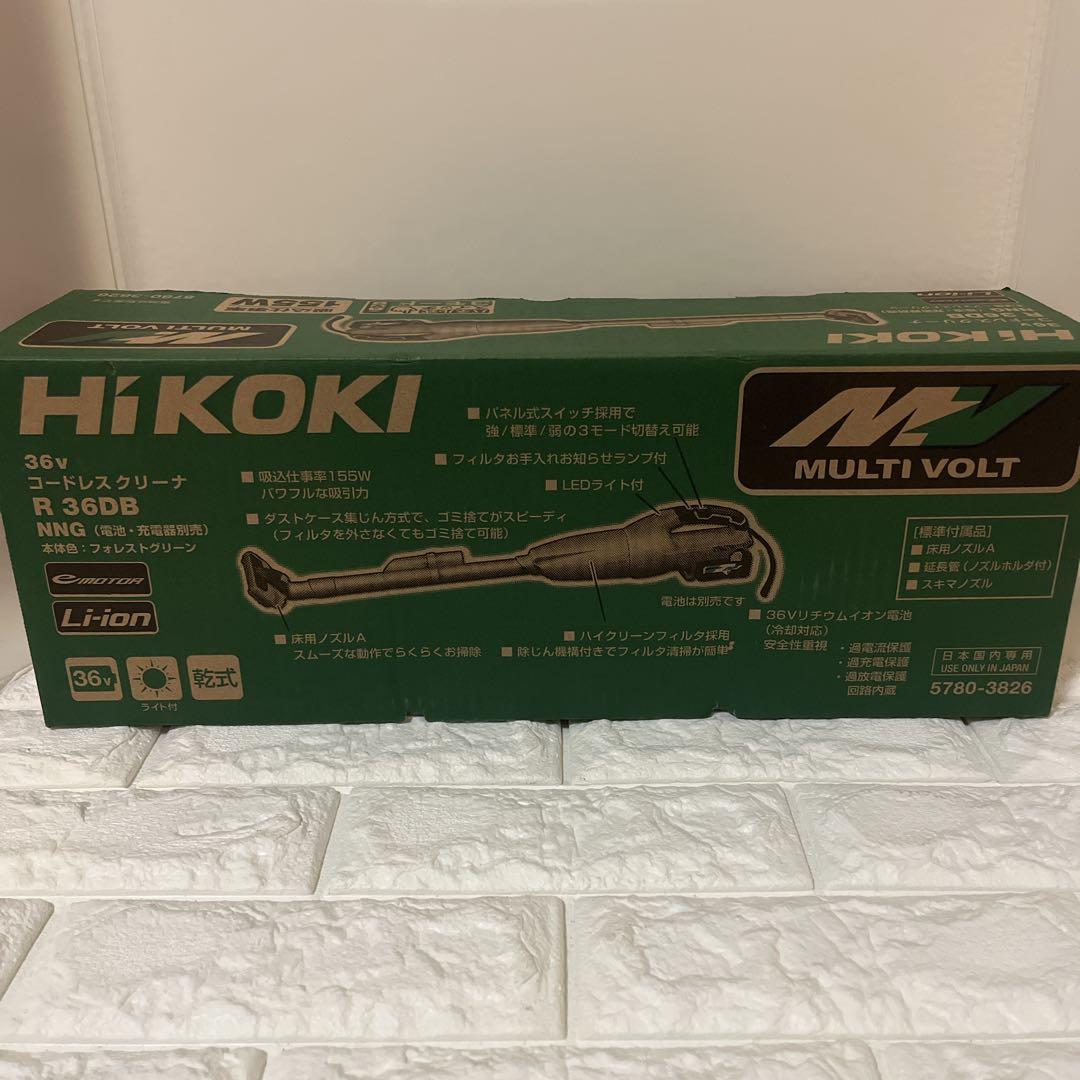 5780-3826
155W
MULTI VOLT
Li-ion
R 36DB
HiKOKI
HiKOKI
36v
コードレスクリーナ
R 36DB
NNG (電池・充電器別売)
本体色：フォレストグリーン
e MOTOR
Li-ion
36v
ライト付
乾式
■ 吸込仕事率155W
パワフルな吸引力
■ ダストケース集じん方式で、ゴミ捨てがスピーディ
(フィルタを外さなくてもゴミ捨て可能)
■ パネル式スイッチ採用で
強/標準/弱の3モード切替え可能
■ フィルタお手入れお知らせランプ付
■ LEDライト付
■ 床用ノズルA
スムーズな動作でらくらくお掃除
■ ハイクリーンフィルタ採用
■ 除じん機構付きでフィルタ清掃が簡単
電池は別売です
■ 36Vリチウムイオン電池
(冷却対応)
安全性重視
・過電流保護
・過充電保護
・過放電保護
回路内蔵
MV
MULTI VOLT
[標準付属品]
■ 床用ノズルA
■ 延長管(ノズルホルダ付)
■ スキマノズル
日本国内専用
USE ONLY IN JAPAN
5780-3826